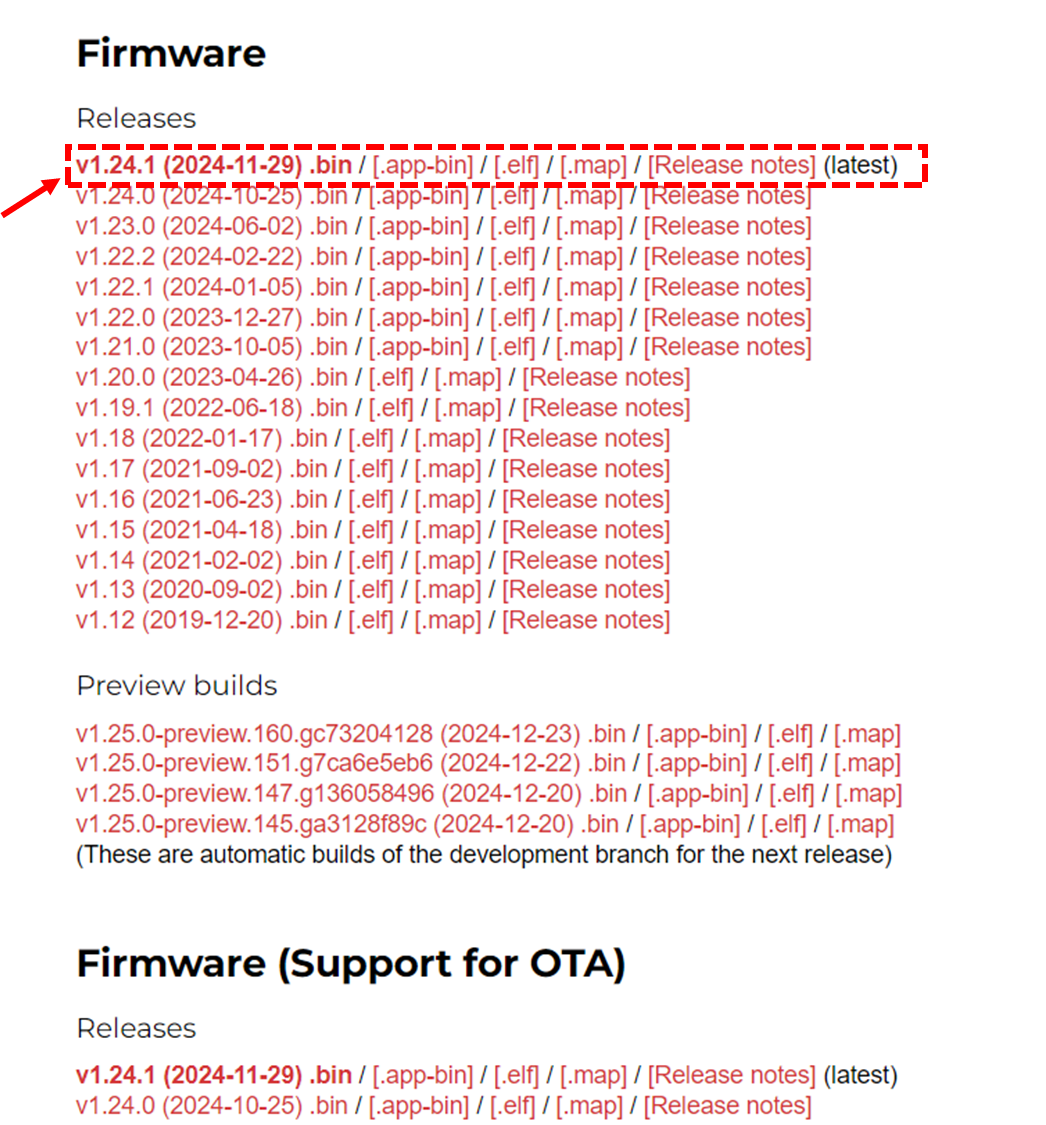 Firmware
Releases
v1.24.1 (2024-11-29) .bin / [.app-bin] / [.elf] / [.map] / [Release notes] (latest)
v1.24.0 (2024-10-25) .bin / [.app-bin] / [.elf] / [.map] / [Release notes]
v1.23.0 (2024-06-02) .bin / [.app-bin] / [.elf] / [.map] / [Release notes]
v1.22.2 (2024-02-22) .bin / [.app-bin] / [.elf] / [.map] / [Release notes]
v1.22.1 (2024-01-05) .bin / [.app-bin] / [.elf] / [.map] / [Release notes]
v1.22.0 (2023-12-27) .bin / [.app-bin] / [.elf] / [.map] / [Release notes]
v1.21.0 (2023-10-05) .bin / [.app-bin] / [.elf] / [.map] / [Release notes]
v1.20.0 (2023-04-26) .bin / [.elf] / [.map] / [Release notes]
v1.19.1 (2022-06-18) .bin / [.elf] / [.map] / [Release notes]
v1.18 (2022-01-17) .bin / [.elf] / [.map] / [Release notes]
v1.17 (2021-09-02) .bin / [.elf] / [.map] / [Release notes]
v1.16 (2021-06-23) .bin / [.elf] / [.map] / [Release notes]
v1.15 (2021-04-18) .bin / [.elf] / [.map] / [Release notes]
v1.14 (2021-02-02) .bin / [.elf] / [.map] / [Release notes]
v1.13 (2020-09-02) .bin / [.elf] / [.map] / [Release notes]
v1.12 (2019-12-20) .bin / [.elf] / [.map] / [Release notes]
Preview builds
v1.25.0-preview.160.gc73204128 (2024-12-23) .bin / [.app-bin] / [.elf] / [.map]
v1.25.0-preview.151.g7ca6e5eb6 (2024-12-22) .bin / [.app-bin] / [.elf] / [.map]
v1.25.0-preview.147.g136058496 (2024-12-20) .bin / [.app-bin] / [.elf] / [.map]
v1.25.0-preview.145.ga3128f89c (2024-12-20) .bin / [.app-bin] / [.elf] / [.map]
(These are automatic builds of the development branch for the next release)
Firmware (Support for OTA)
Releases
v1.24.1 (2024-11-29) .bin / [.app-bin] / [.elf] / [.map] / [Release notes] (latest)
v1.24.0 (2024-10-25) .bin / [.app-bin] / [.elf] / [.map] / [Release notes]